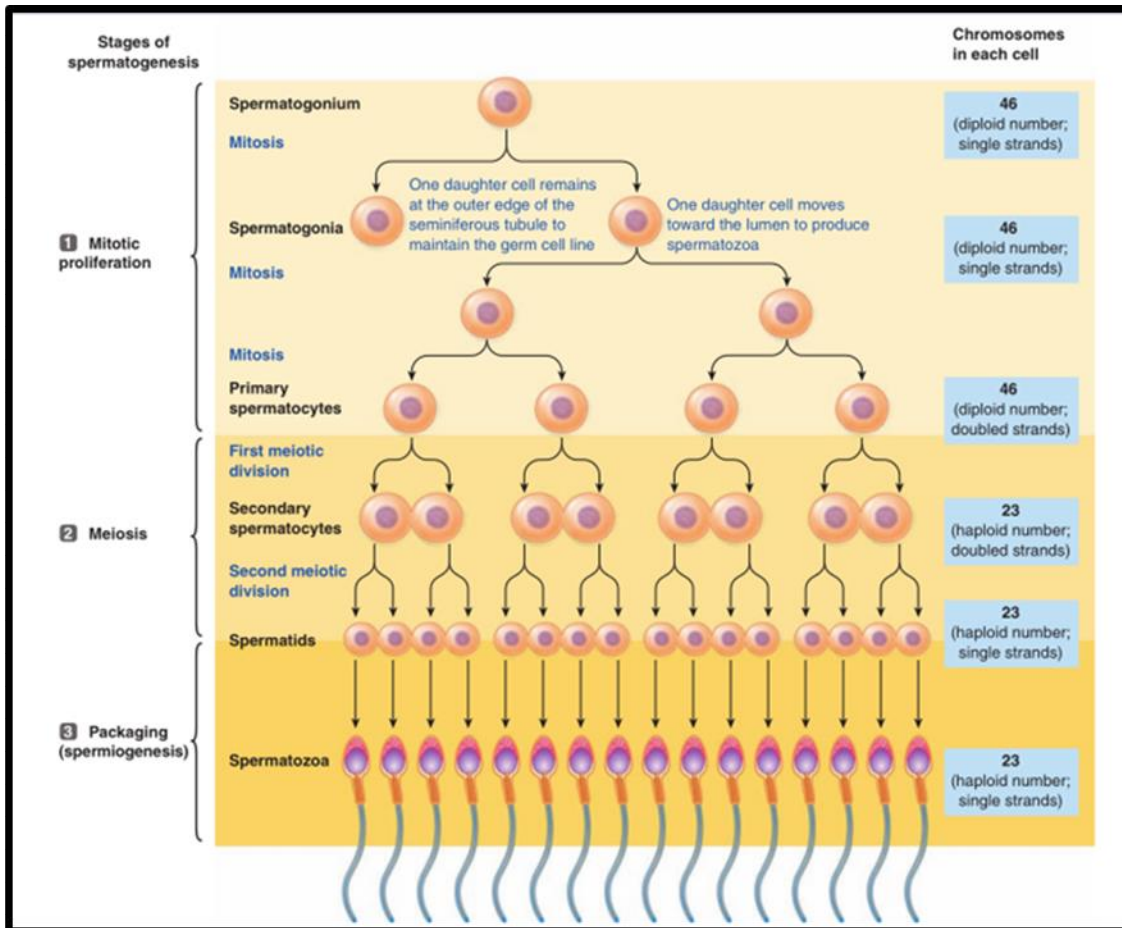 Stages of
spermatogenesis
Chromosomes
in each cell
Spermatogonium
46
(diploid number;
single strands)
Mitosis
One daughter cell remains
at the outer edge of the
seminiferous tubule to
maintain the germ cell line
One daughter cell moves
toward the lumen to produce
spermatozoa
Spermatogonia
46
(diploid number;
single strands)
1 Mitotic
proliferation
Mitosis
Mitosis
Primary
spermatocytes
46
(diploid number;
doubled strands)
First meiotic
division
2 Meiosis
Secondary
spermatocytes
23
(haploid number;
doubled strands)
Second meiotic
division
Spermatids
23
(haploid number;
single strands)
3 Packaging
(spermiogenesis)
Spermatozoa
23
(haploid number;
single strands)